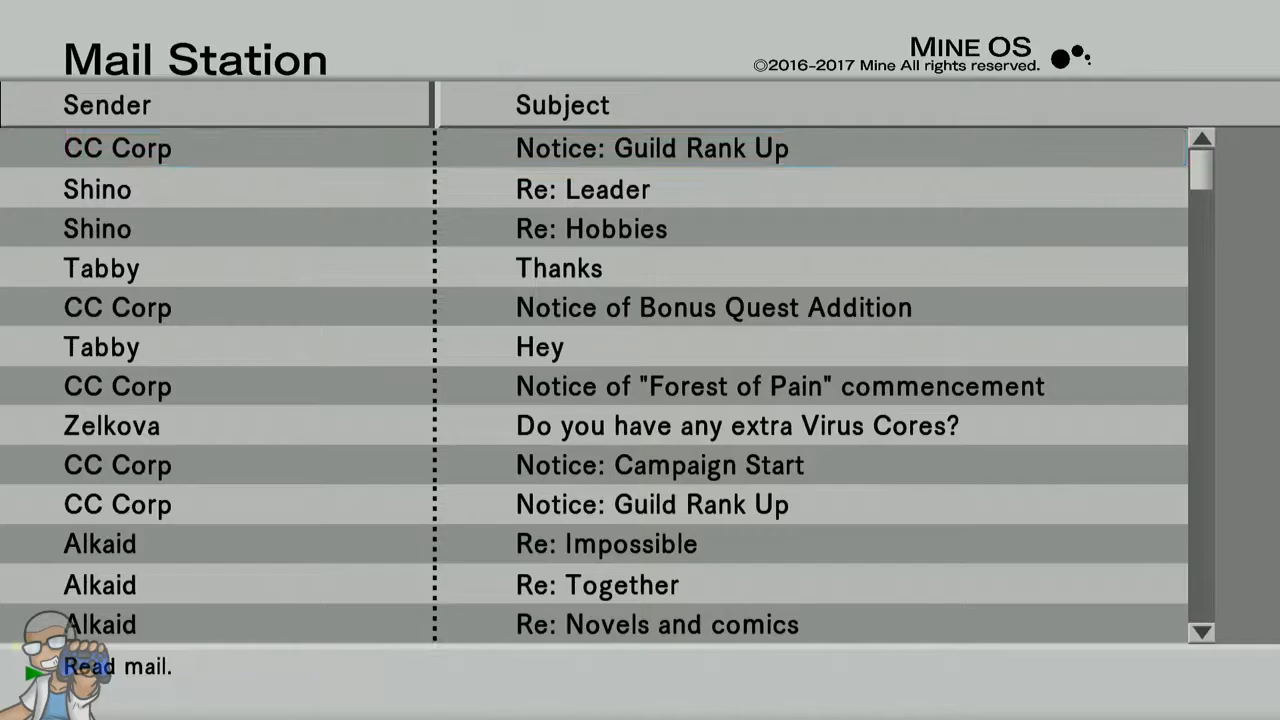 Mail Station
MINE OS
©2016-2017 Mine All rights reserved.
Sender Subject
CC Corp Notice: Guild Rank Up
Shino Re: Leader
Shino Re: Hobbies
Tabby Thanks
CC Corp Notice of Bonus Quest Addition
Tabby Hey
CC Corp Notice of "Forest of Pain" commencement
Zelkova Do you have any extra Virus Cores?
CC Corp Notice: Campaign Start
CC Corp Notice: Guild Rank Up
Alkaid Re: Impossible
Alkaid Re: Together
Alkaid Re: Novels and comics
Read mail.